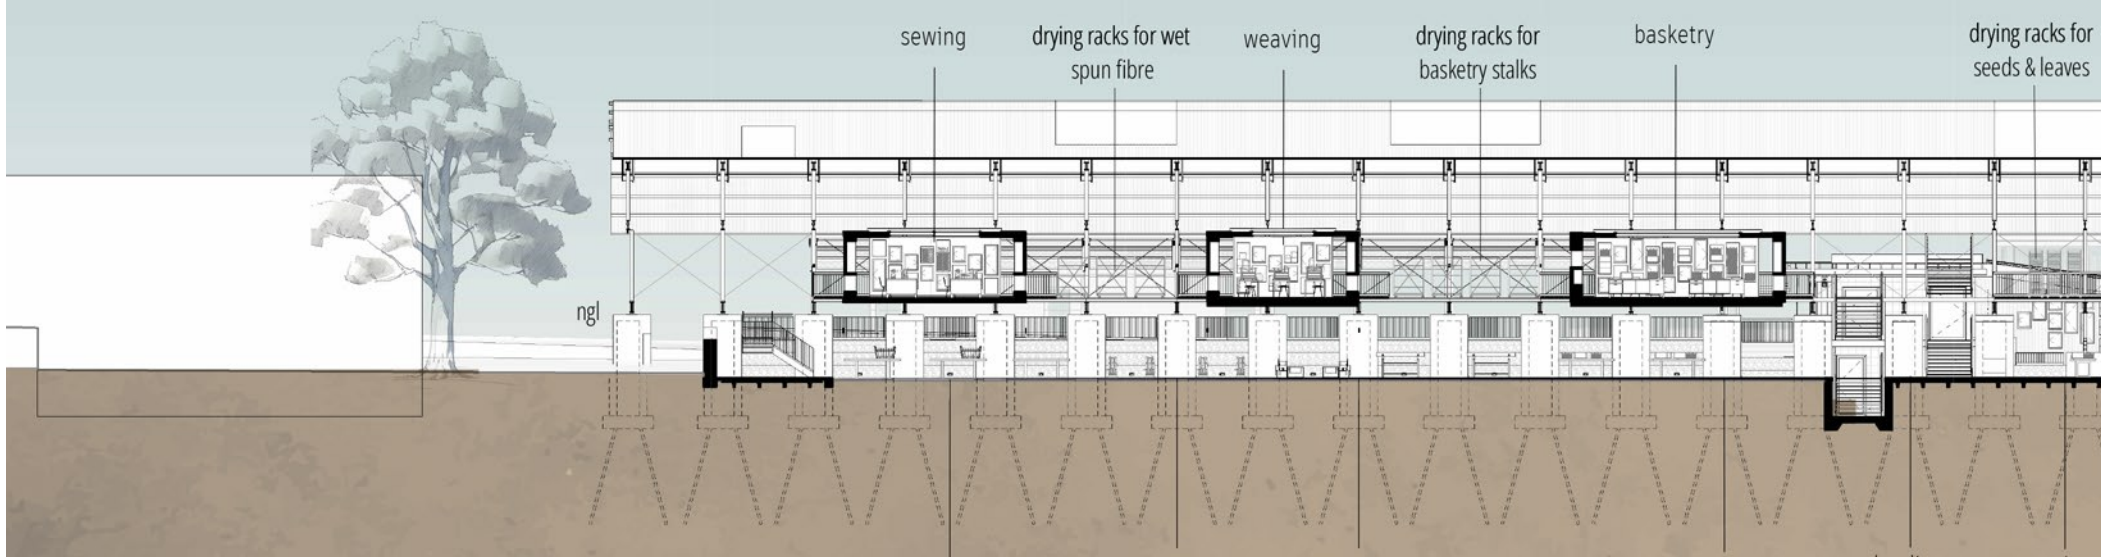 sewing
drying racks for wet
spun fibre
weaving
drying racks for
basketry stalks
basketry
drying racks for
seeds & leaves
ngl